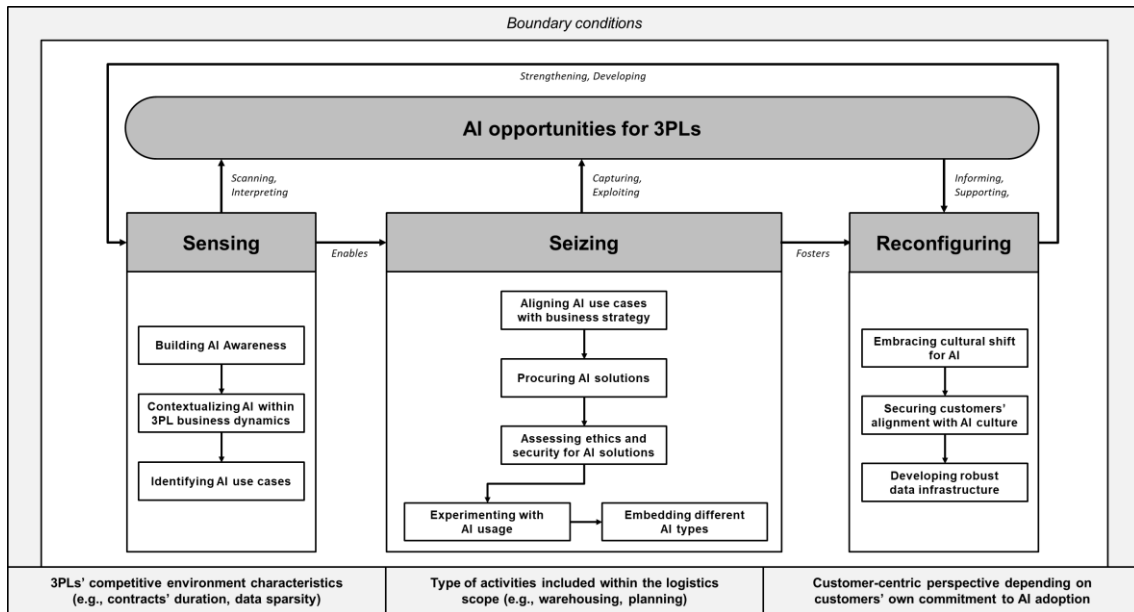 Boundary conditions
Strengthening, Developing
AI opportunities for 3PLs
Scanning,
Interpreting
Capturing,
Exploiting
Informing,
Supporting,
Sensing
Enables
Seizing
Fosters
Reconfiguring
Building AI Awareness
Contextualizing AI within
3PL business dynamics
Identifying AI use cases
Aligning AI use cases
with business strategy
Procuring AI solutions
Assessing ethics and
security for AI solutions
Experimenting with
AI usage
Embedding different
AI types
Embracing cultural shift
for AI
Securing customers'
alignment with AI culture
Developing robust
data infrastructure
3PLs' competitive environment characteristics
(e.g., contracts' duration, data sparsity)
Type of activities included within the logistics
scope (e.g., warehousing, planning)
Customer-centric perspective depending on
customers' own commitment to AI adoption